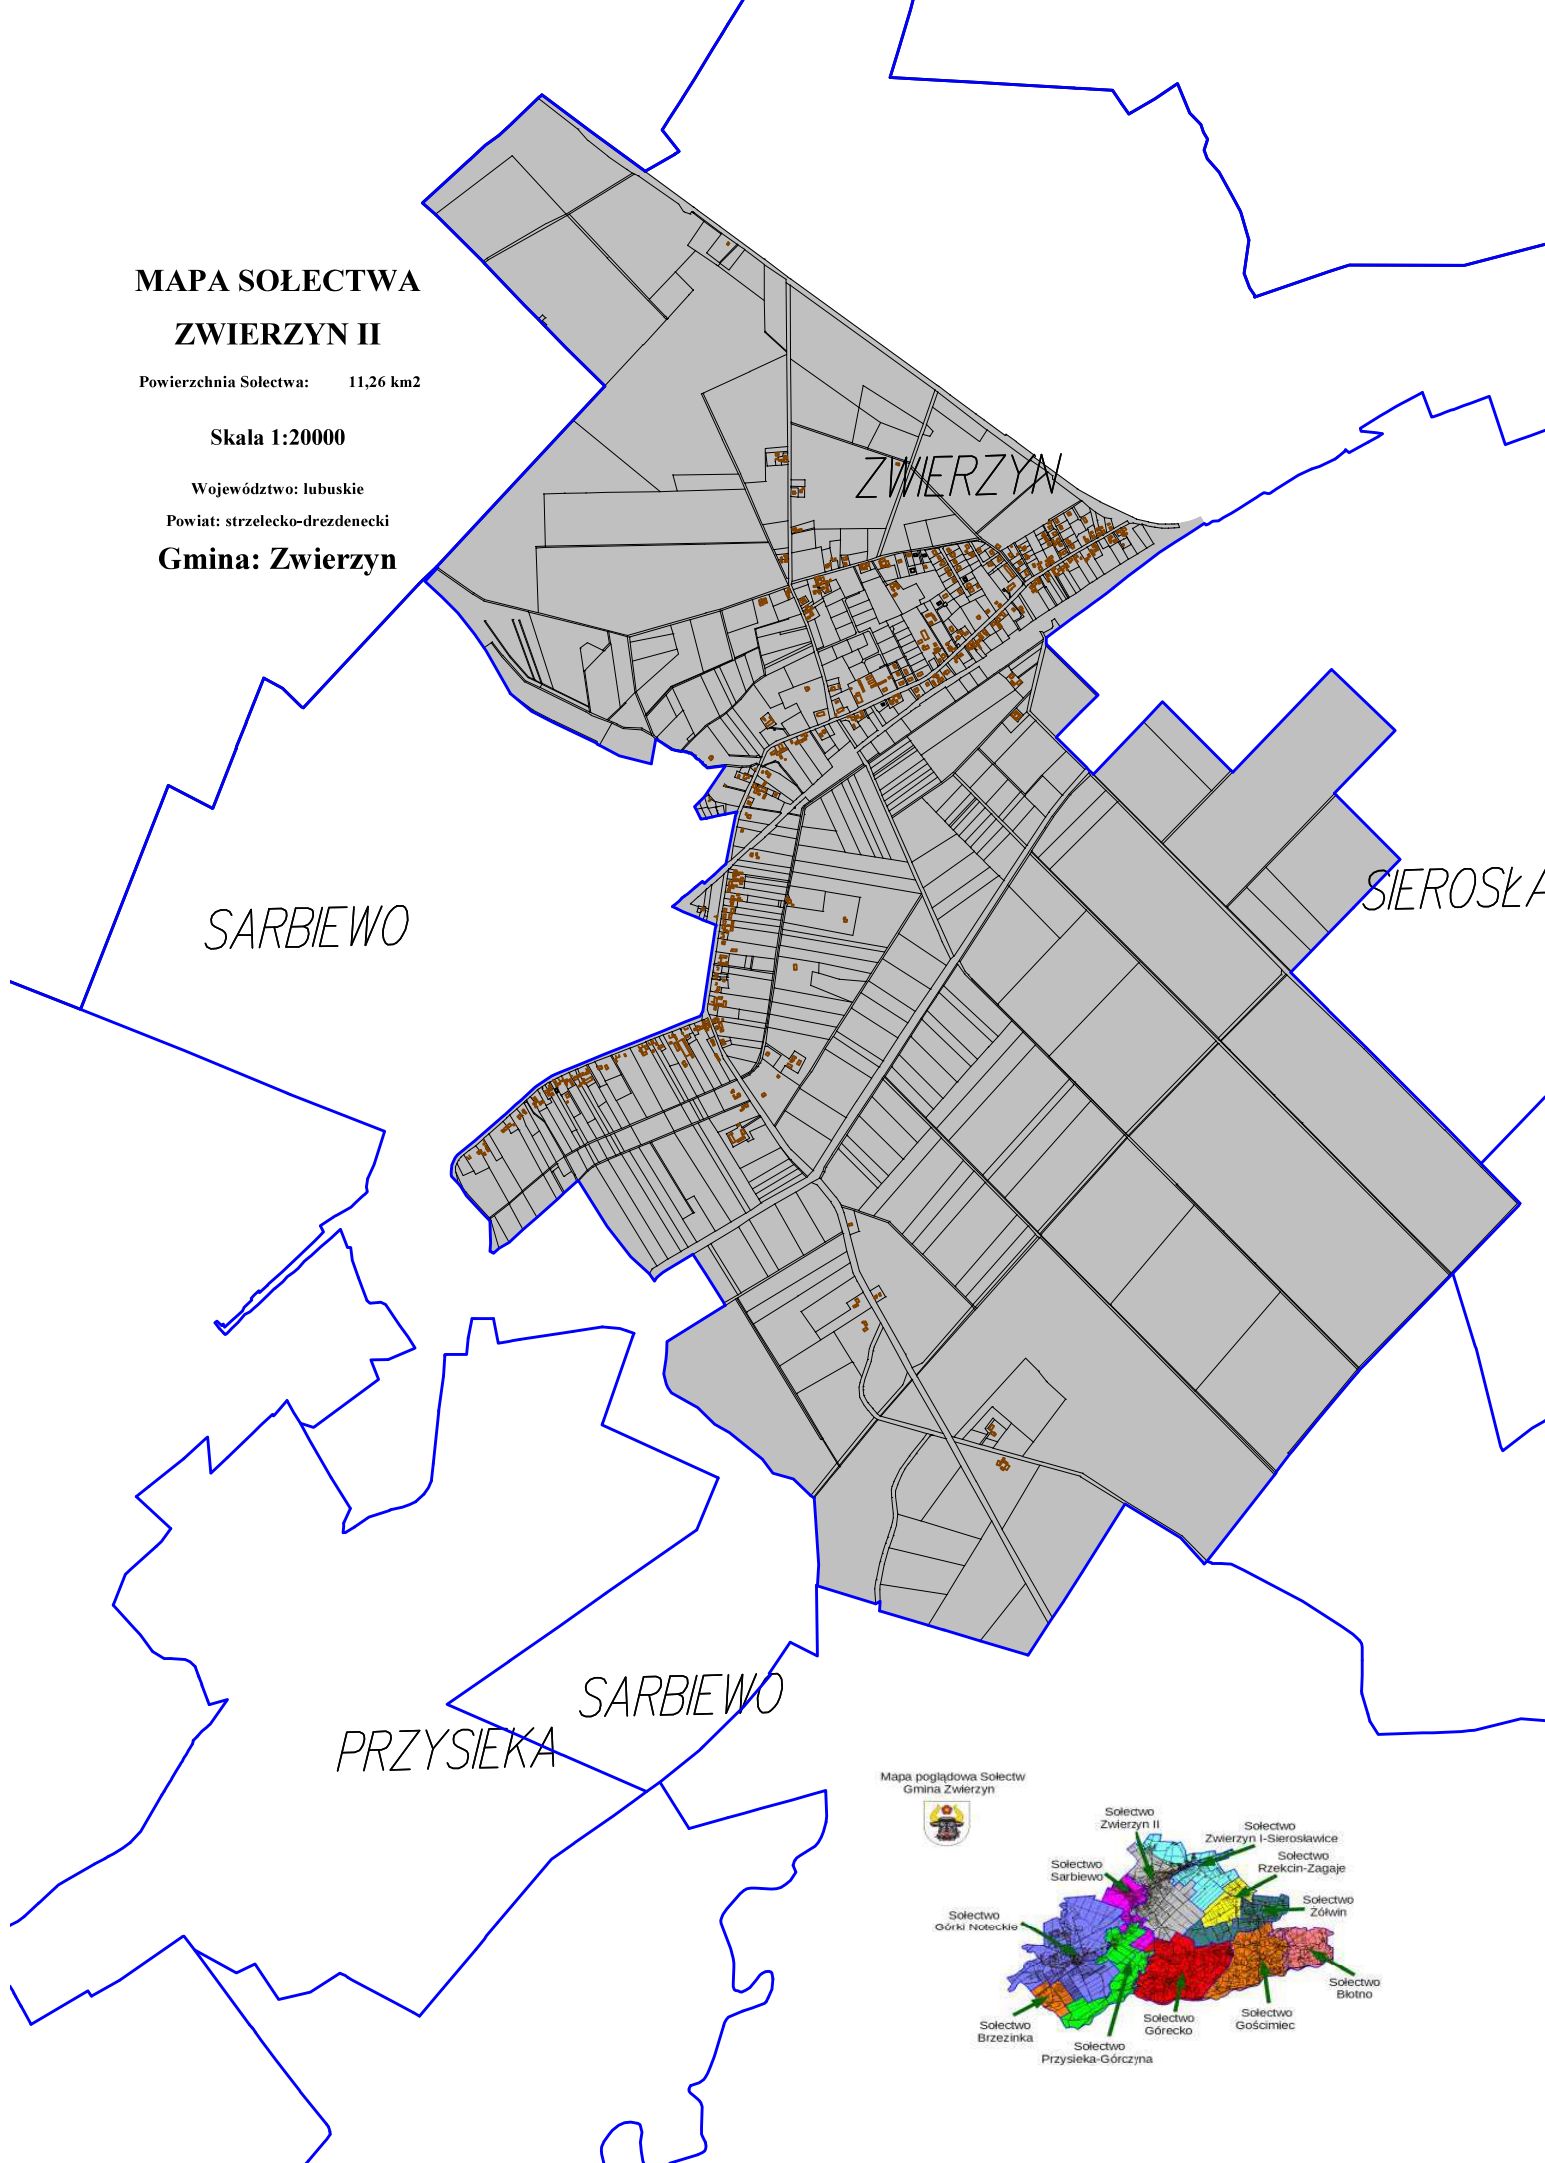 MAPA SOŁECTWA
ZWIERZYN II
Powierzchnia Sołectwa: 11,26 km2
Skala 1:20000
Województwo: lubuskie
Powiat: strzelecko-drezdenecki
Gmina: Zwierzyn
ZWIERZYN
SIEROSŁA
SARBIEWO
SARBIEWO
PRZYSIEKA
Mapa poglądowa Sołectw
Gmina Zwierzyn
Sołectwo
Zwierzyn II
Sołectwo
Zwierzyn I-Sierosławice
Sołectwo
Rzekcin-Zagaje
Sołectwo
Sarbiewo
Sołectwo
Żółwin
Sołectwo
Górki Noteckie
Sołectwo
Błotno
Sołectwo
Gościmiec
Sołectwo
Górecko
Sołectwo
Brzezinka
Sołectwo
Przysieka-Górczyna